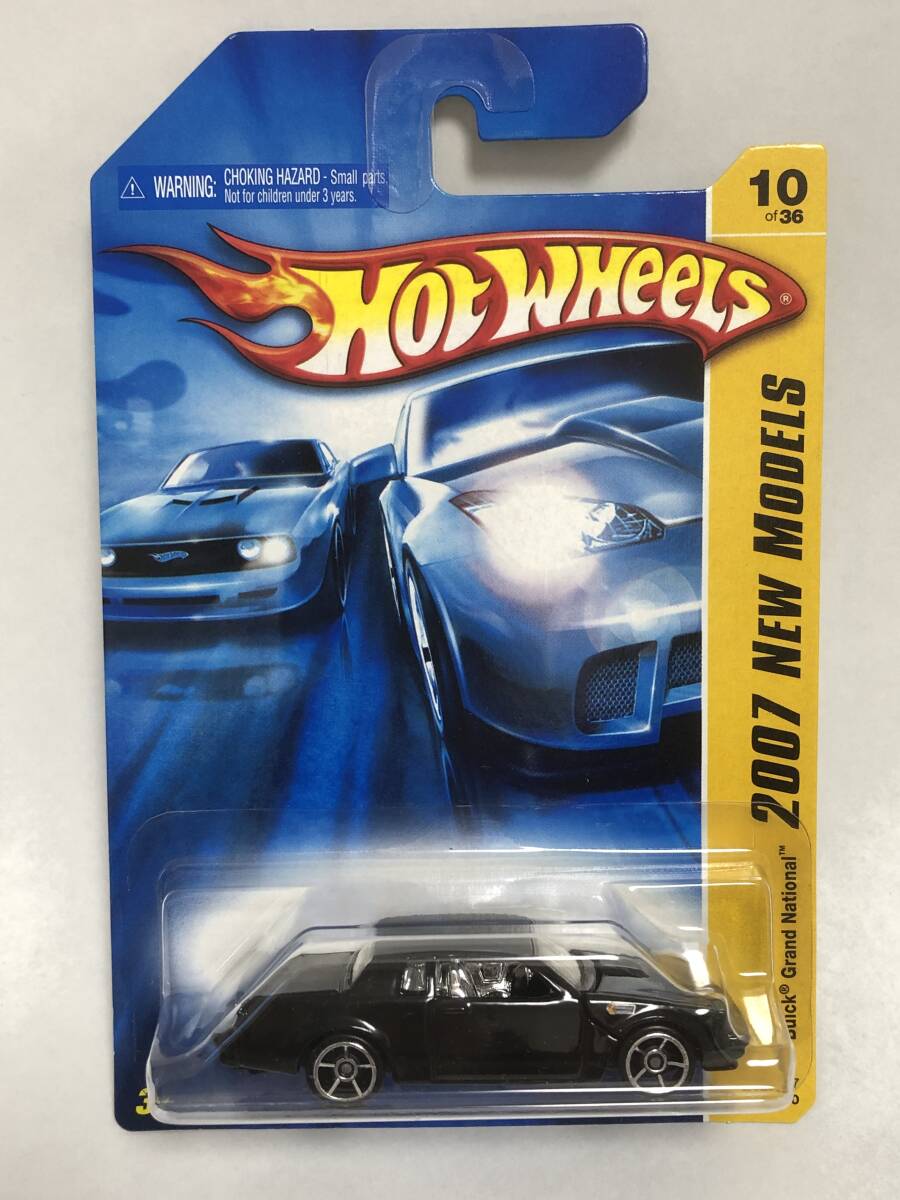 WARNING: CHOKING HAZARD - Small parts.
Not for children under 3 years.
10
of 36
HOT WHEELS ®
2007 NEW MODELS
Buick® Grand National™